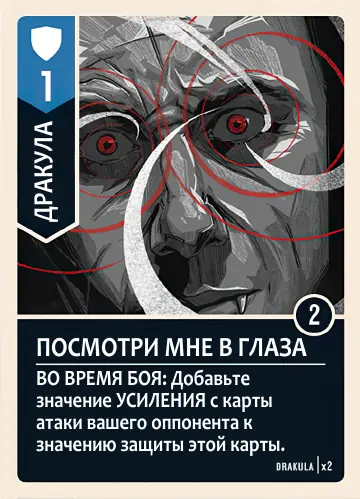 1
ДРАКУЛА
2
ПОСМОТРИ МНЕ В ГЛАЗА
ВО ВРЕМЯ БОЯ: Добавьте
значение УСИЛЕНИЯ с карты
атаки вашего оппонента к
значению защиты этой карты.
DRAKULA | x2